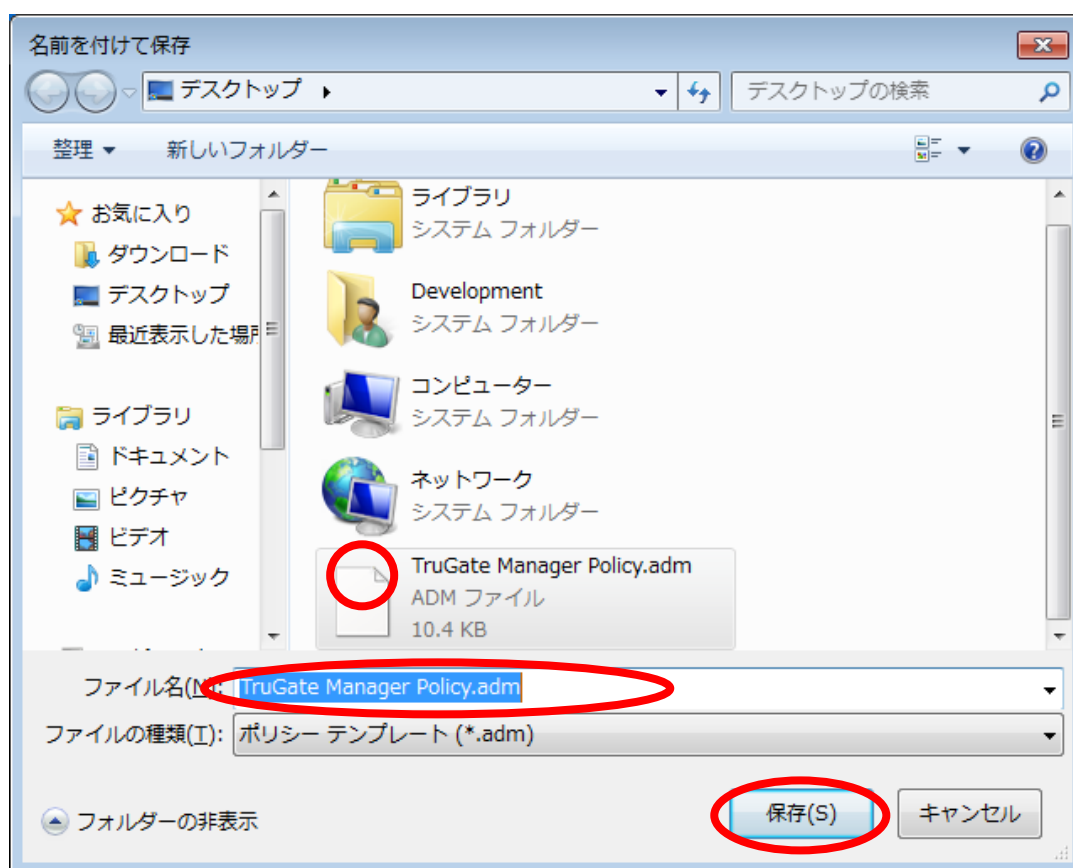 名前を付けて保存
デスクトップ
デスクトップの検索
整理
新しいフォルダー
お気に入り
ダウンロード
デスクトップ
最近表示した場所
ライブラリ
ドキュメント
ピクチャ
ビデオ
ミュージック
ライブラリ
システム フォルダー
Development
システム フォルダー
コンピューター
システム フォルダー
ネットワーク
システム フォルダー
TruGate Manager Policy.adm
ADM ファイル
10.4 KB
ファイル名(N): TruGate Manager Policy.adm
ファイルの種類(T): ポリシー テンプレート (*.adm)
フォルダーの非表示
保存(S)
キャンセル